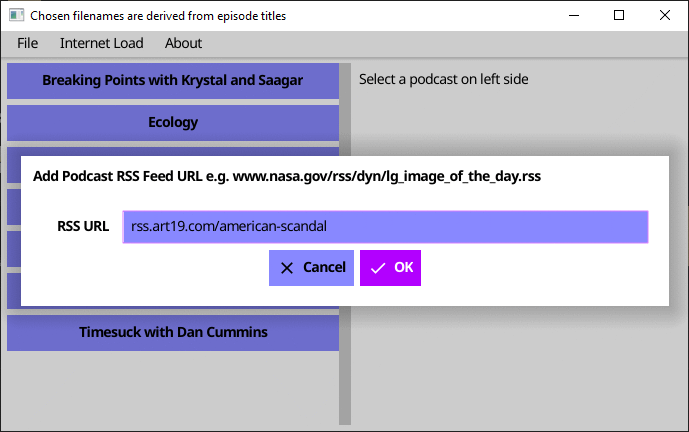 Chosen filenames are derived from episode titles
File Internet Load About
Breaking Points with Krystal and Saagar
Select a podcast on left side
Ecology
Add Podcast RSS Feed URL e.g. www.nasa.gov/rss/dyn/lg_image_of_the_day.rss
RSS URL rss.art19.com/american-scandal
Cancel OK
Timesuck with Dan Cummins